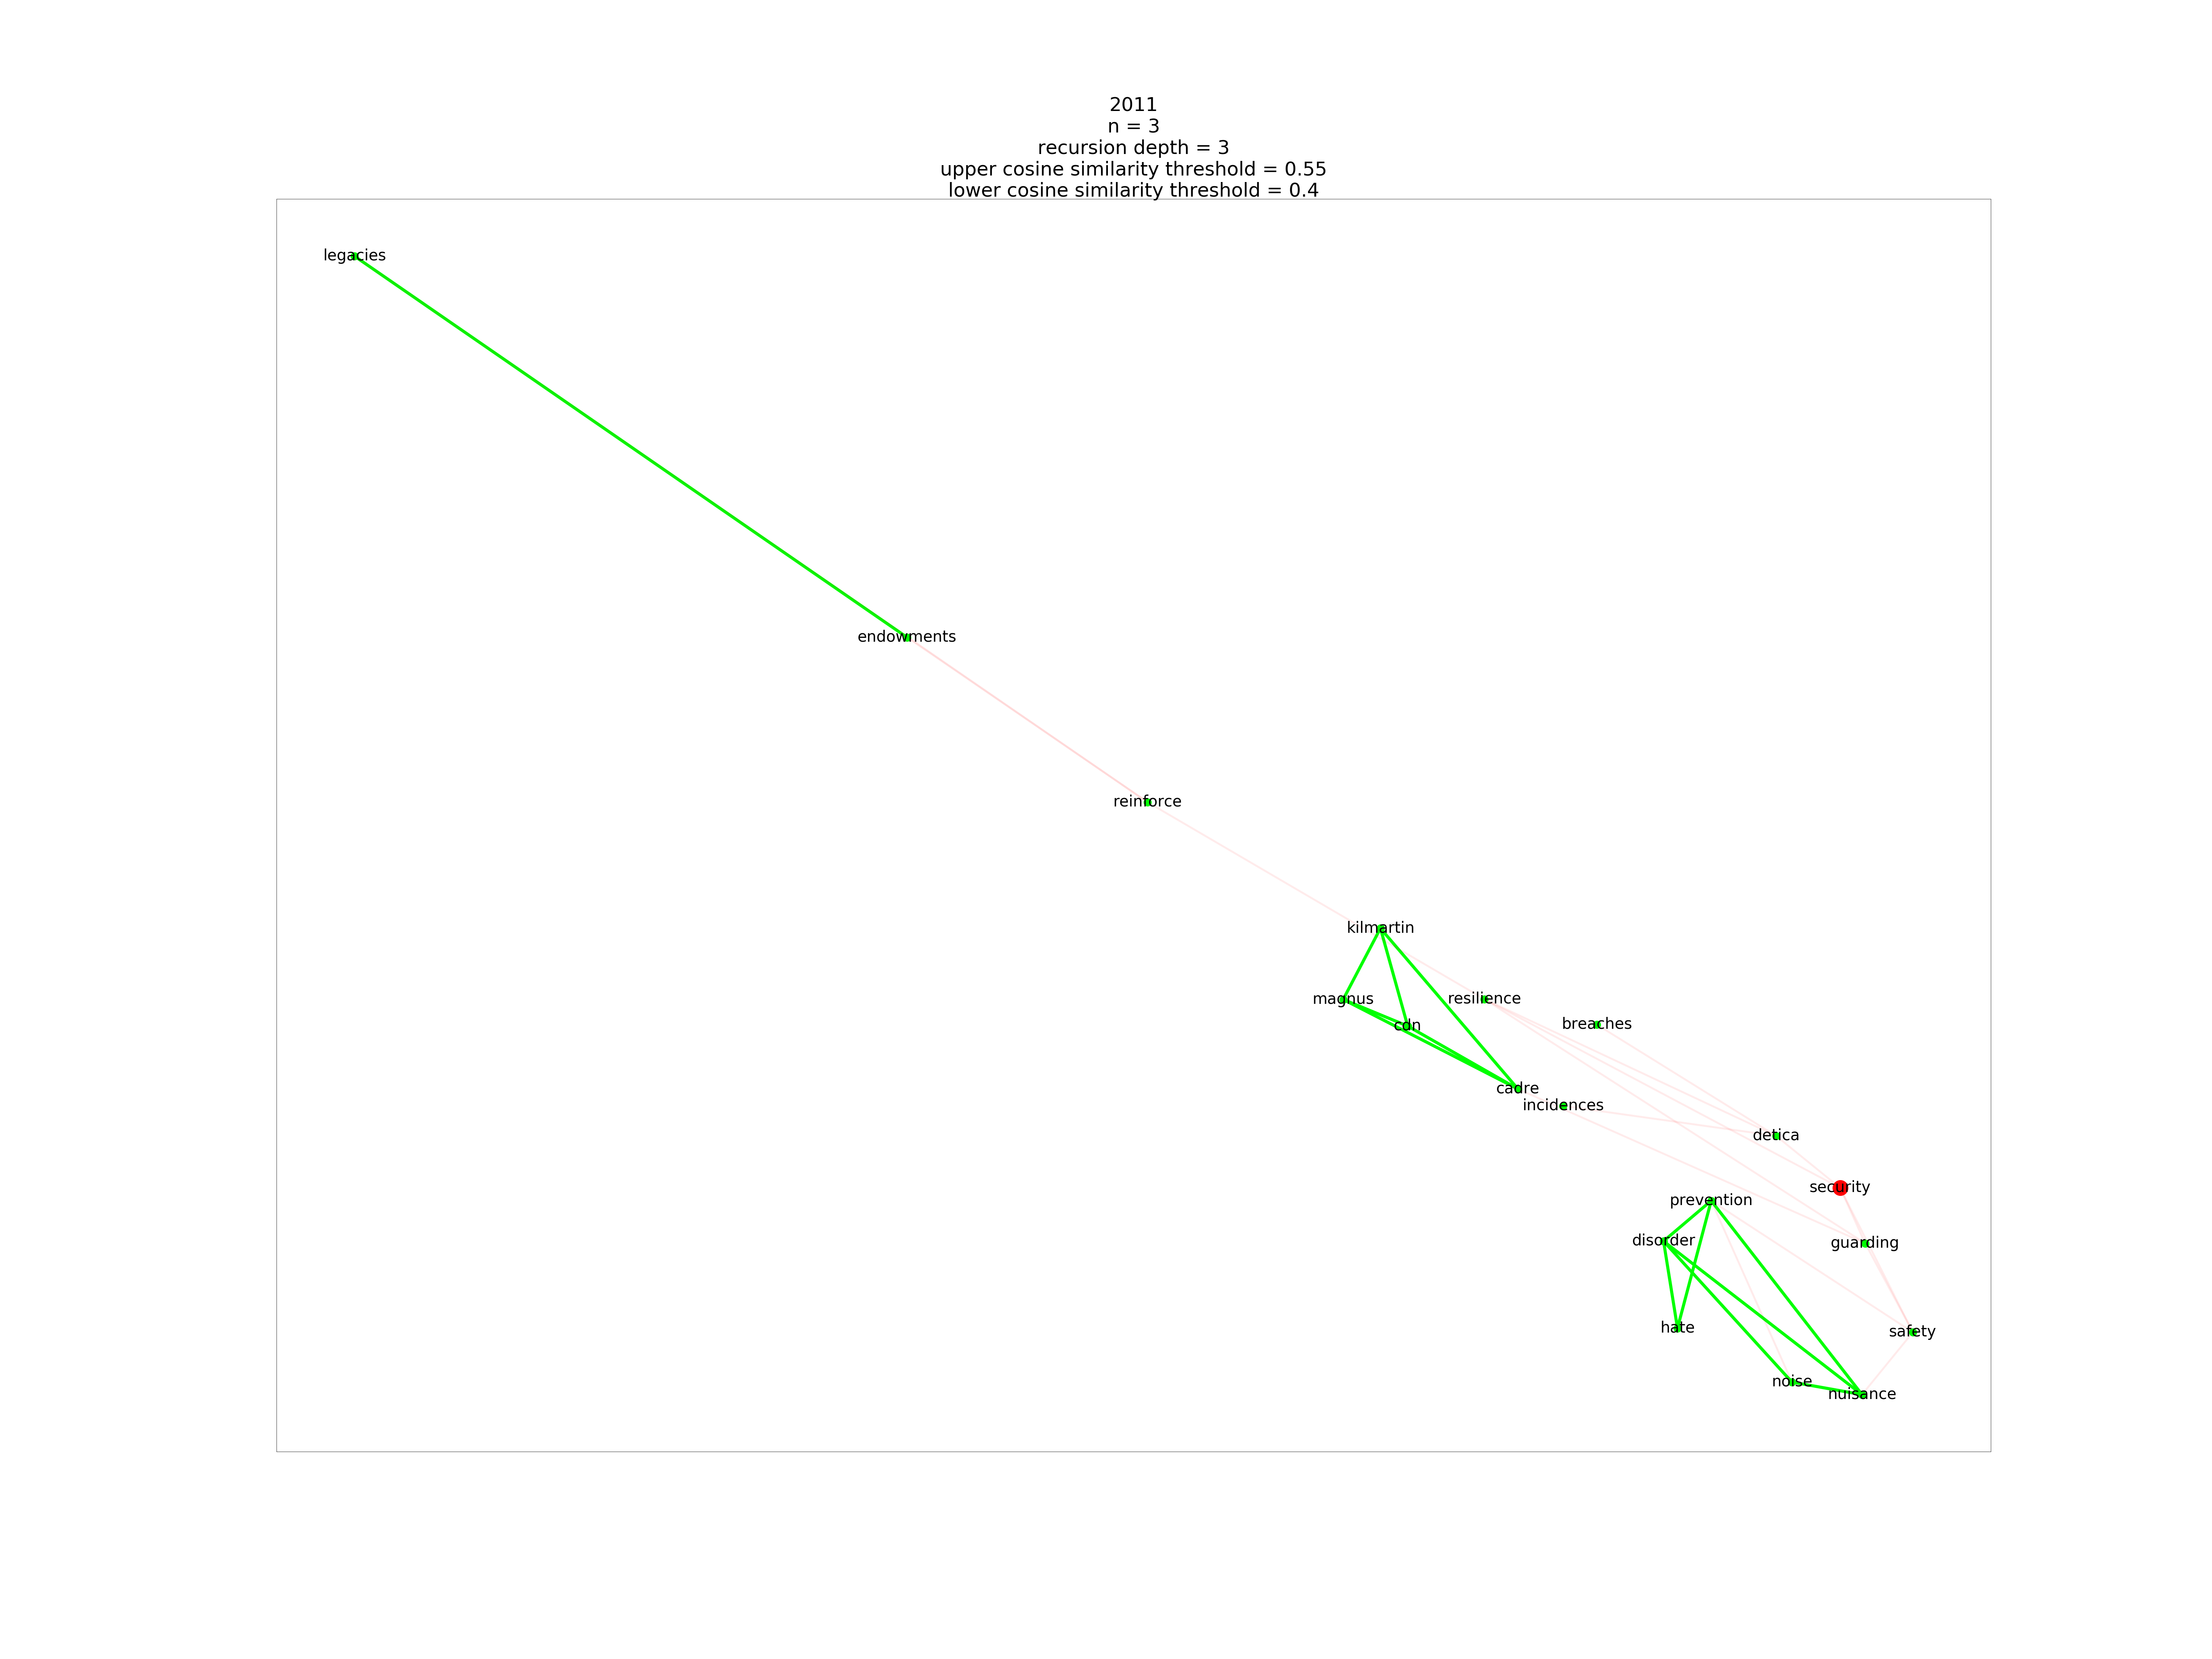 2011
n = 3
recursion depth = 3
upper cosine similarity threshold = 0.55
lower cosine similarity threshold = 0.4
legacies
endowments
reinforce
kilmartin
magnus
resilience
cdn
breaches
cadre
incidences
detica
security
prevention
disorder
guarding
hate
safety
noise
nuisance